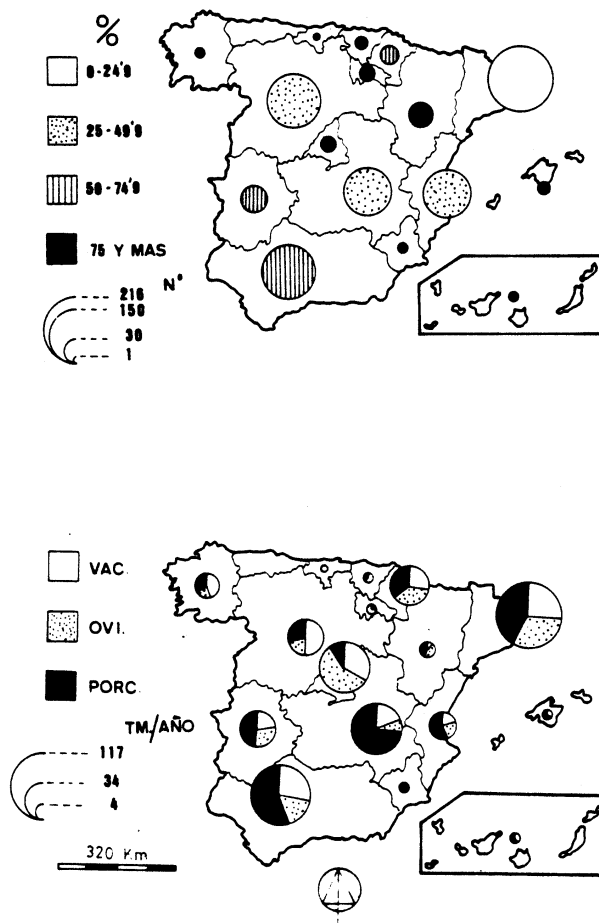 %
0-24'9
25-49'9
50-74'9
75 Y MAS
Nº
216
150
30
1
VAC.
OVI.
PORC.
TM./AÑO
117
34
4
320 Km